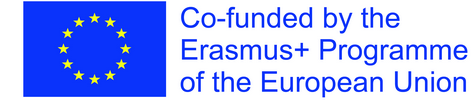 Co-funded by the
Erasmus+ Programme
of the European Union